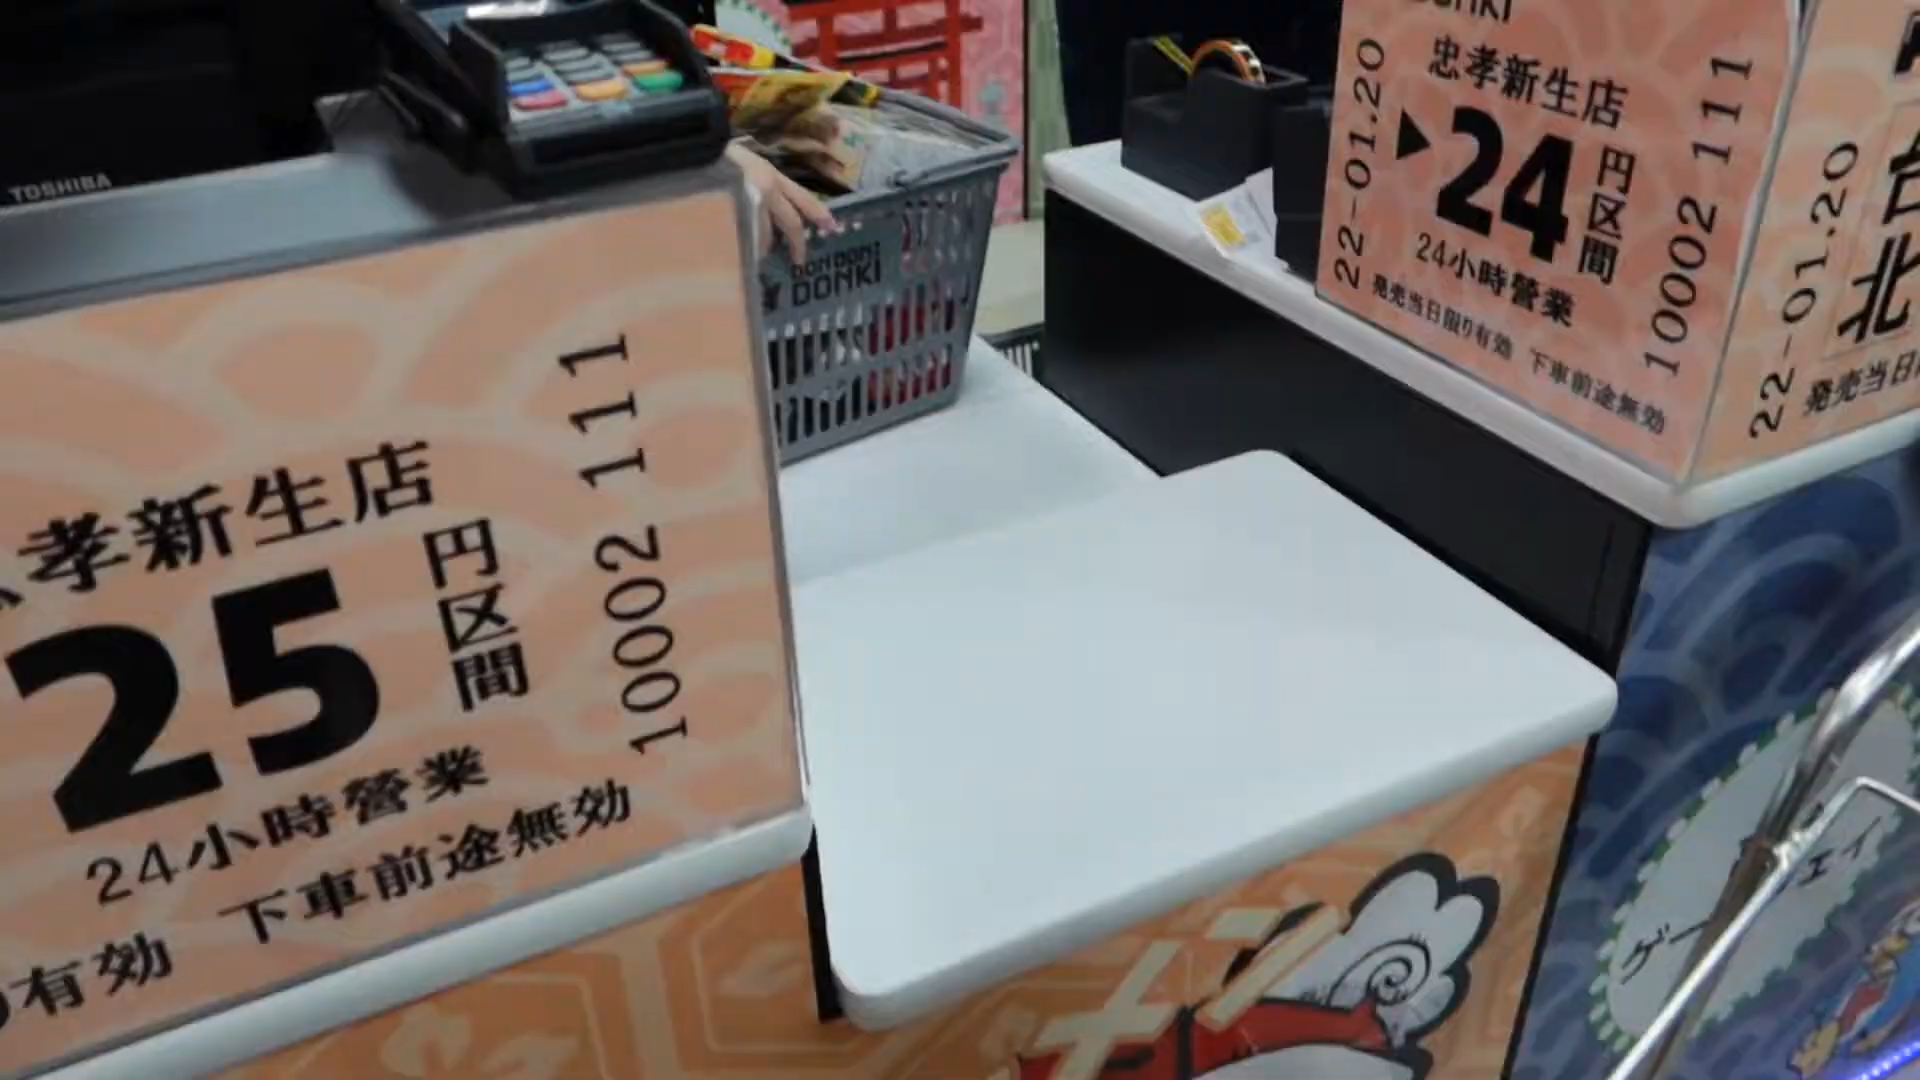 TOSHIBA
孝新生店
25
円区間
24小時營業
有効 下車前途無効
10002 111
DON DON
DONKI
DONKI
忠孝新生店
▶24
円区間
24小時營業
発売当日限り有効 下車前途無効
22-01.20
10002 111
22-01.20
台北
発売当日